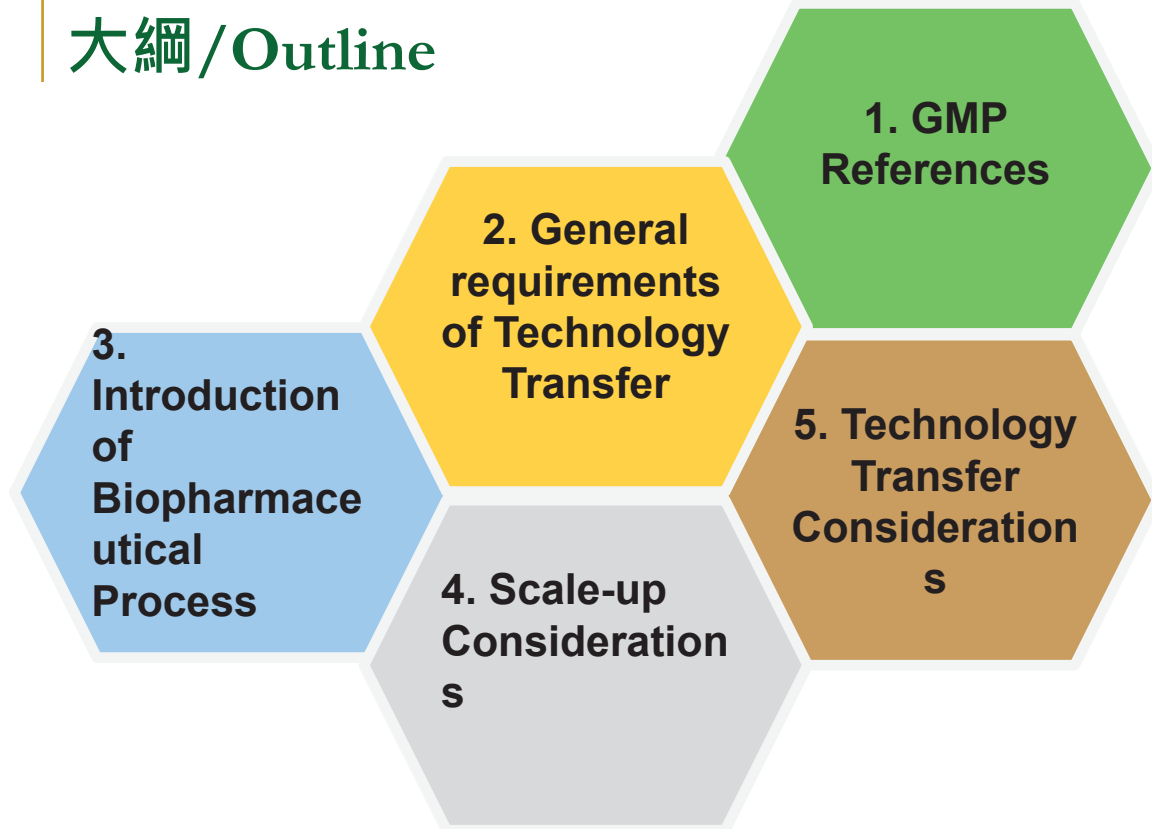 大綱/Outline
1. GMP
References
2. General
requirements
of Technology
Transfer
3.
Introduction
of
Biopharmace
utical
Process
4. Scale-up
Consideration
s
5. Technology
Transfer
Consideration
s